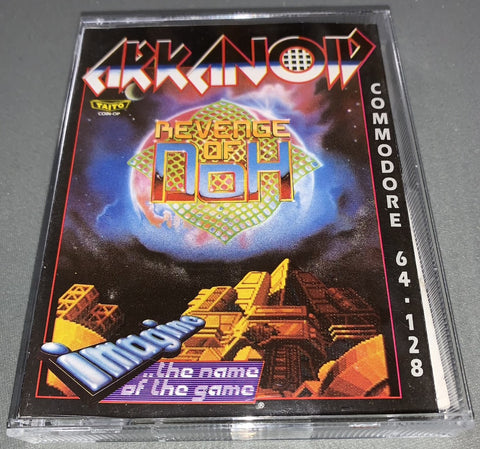 ARKANOID
TAITO
COIN-OP
REVENGE
OF
DOH
COMMODORE 64·128
imagine
...the name
of the game
®